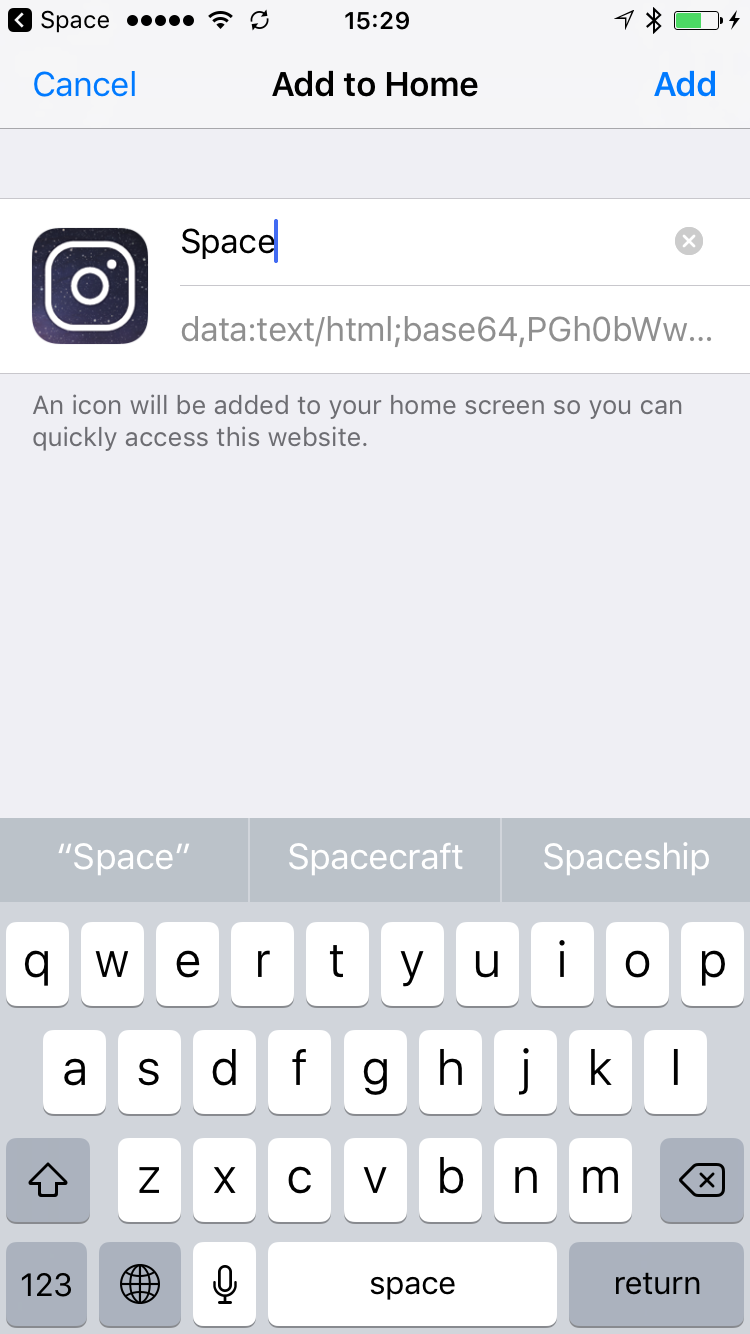 Space 15:29
Cancel Add to Home Add
Space
data:text/html;base64,PGh0bWw...
An icon will be added to your home screen so you can
quickly access this website.
“Space” Spacecraft Spaceship
q w e r t y u i o p
a s d f g h j k l
z x c v b n m
123 space return